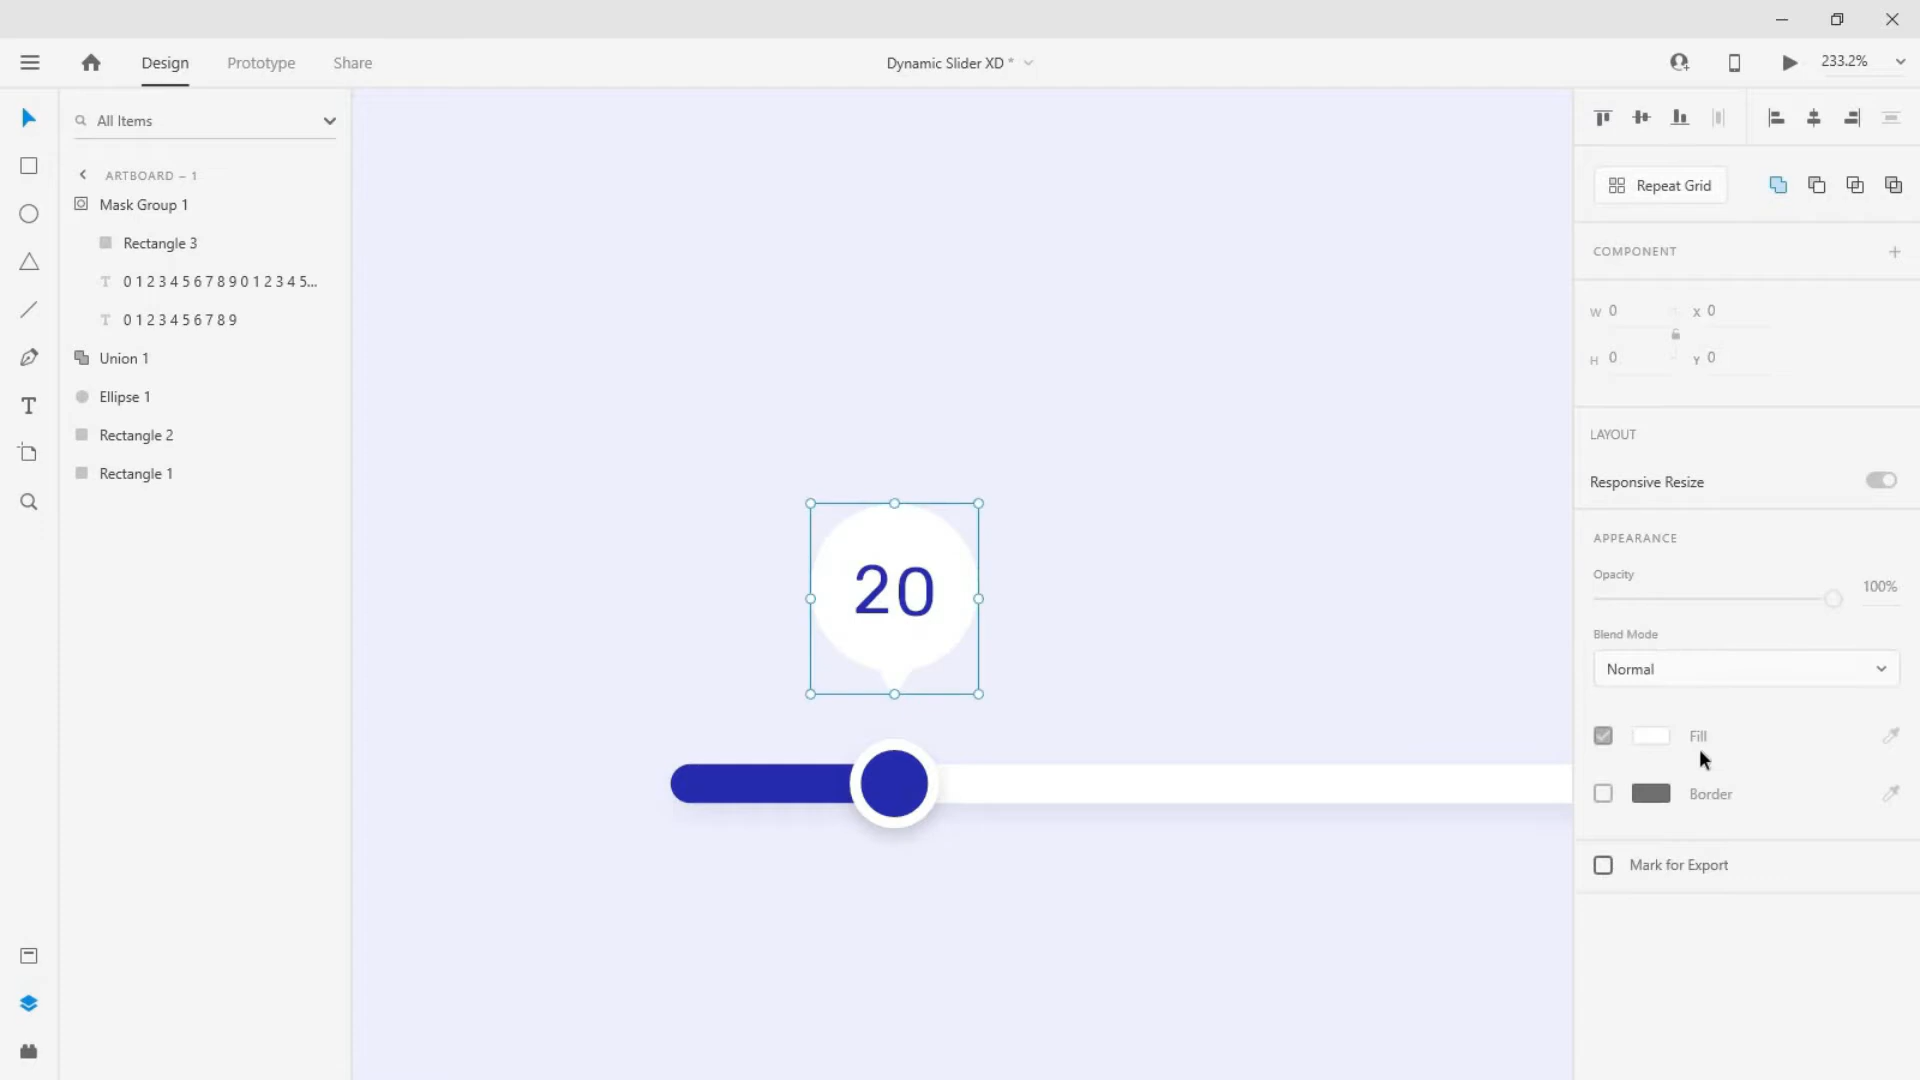 Design Prototype Share
Dynamic Slider XD *
233.2%
All Items
ARTBOARD – 1
Mask Group 1
Rectangle 3
0 1 2 3 4 5 6 7 8 9 0 1 2 3 4 5...
0 1 2 3 4 5 6 7 8 9
Union 1
Ellipse 1
Rectangle 2
Rectangle 1
20
Repeat Grid
COMPONENT
W 0 X 0
H 0 Y 0
LAYOUT
Responsive Resize
APPEARANCE
Opacity
100%
Blend Mode
Normal
Fill
Border
Mark for Export